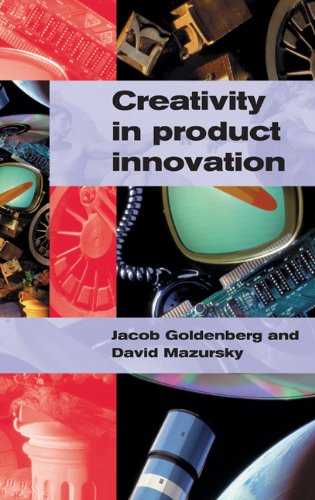 Creativity
in product
innovation
Jacob Goldenberg and
David Mazursky